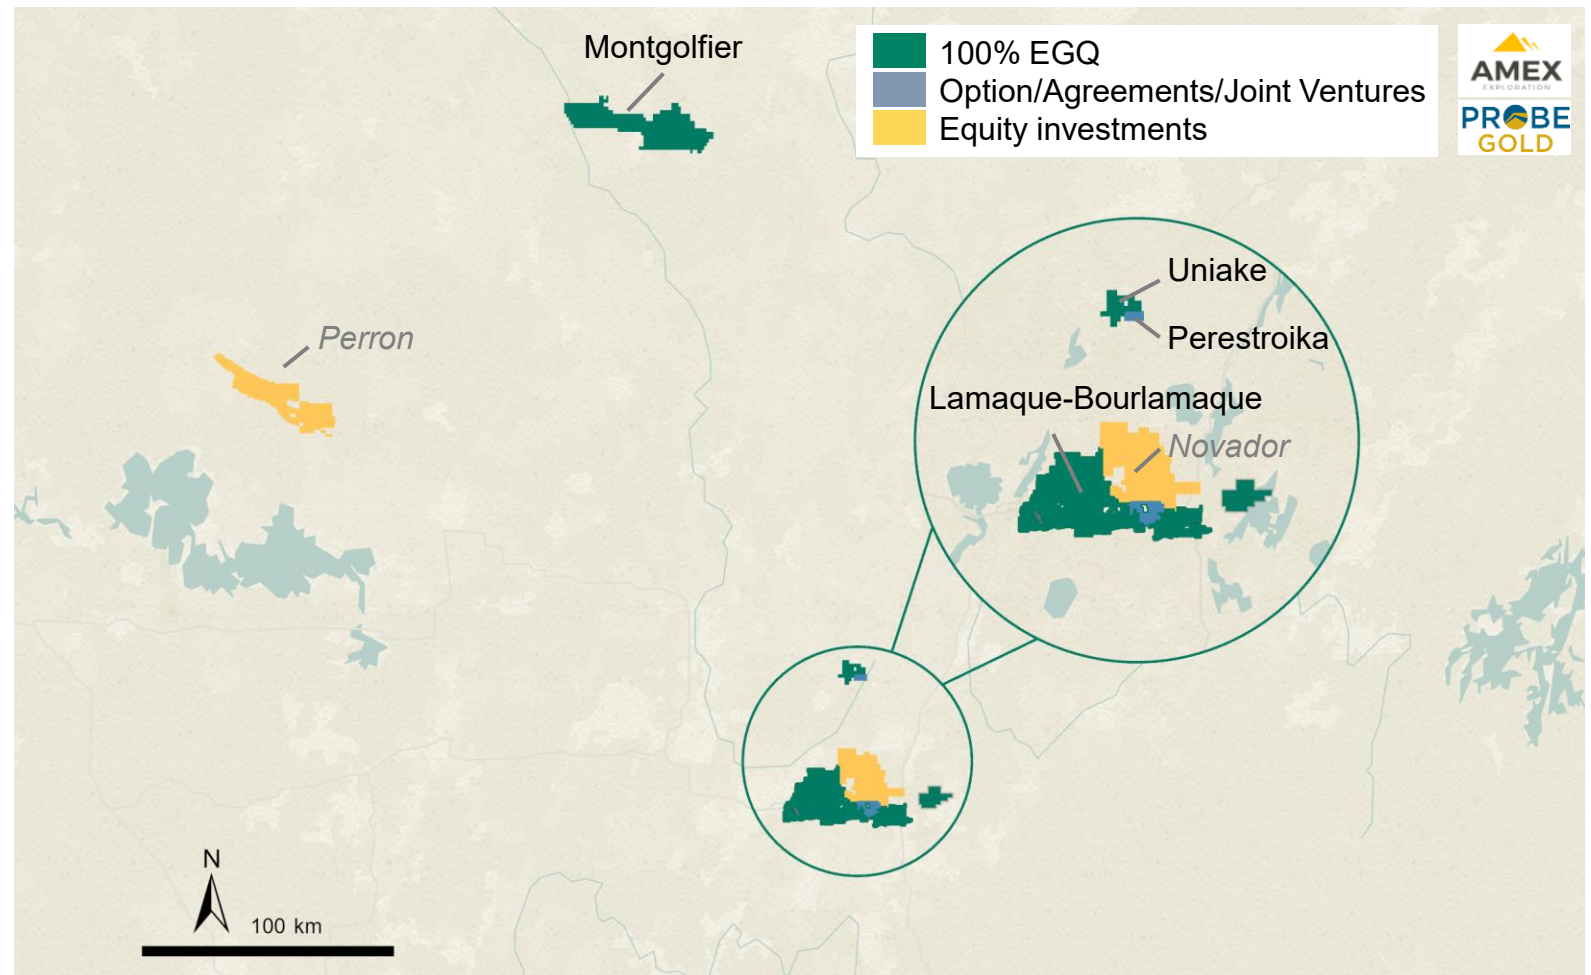 Montgolfier
100% EGQ
Option/Agreements/Joint Ventures
Equity investments
AMEX
EXPLORATION
PROBE
GOLD
Uniake
Perestroika
Perron
Lamaque-Bourlamaque
Novador
N
100 km